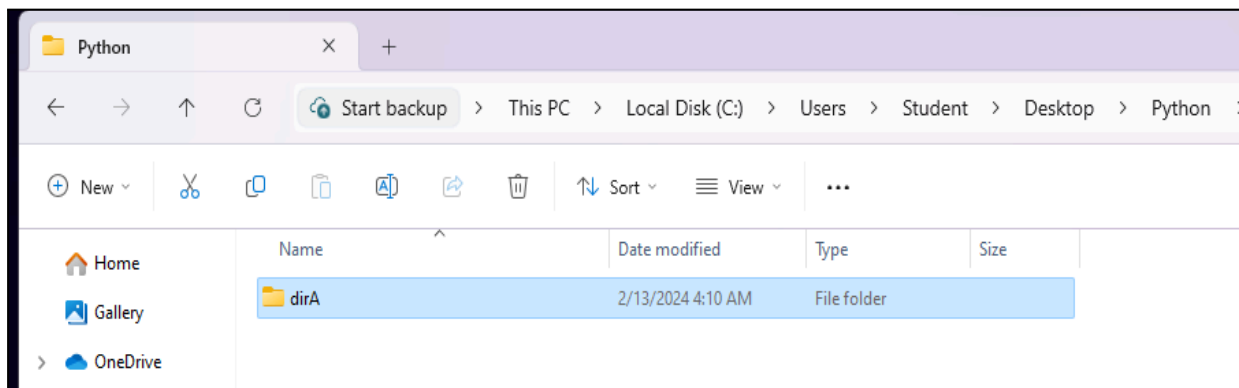 Python
Start backup > This PC > Local Disk (C:) > Users > Student > Desktop > Python >
New Sort View ...
Name Date modified Type Size
Home
dirA 2/13/2024 4:10 AM File folder
Gallery
OneDrive